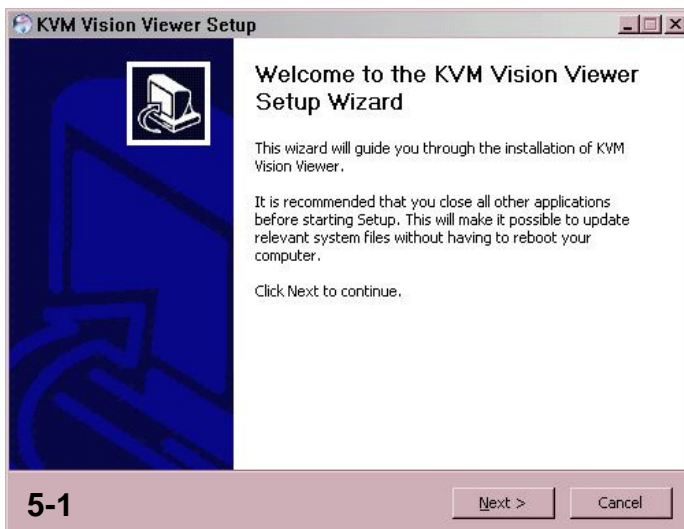 KVM Vision Viewer Setup
Welcome to the KVM Vision Viewer
Setup Wizard
This wizard will guide you through the installation of KVM
Vision Viewer.
It is recommended that you close all other applications
before starting Setup. This will make it possible to update
relevant system files without having to reboot your
computer.
Click Next to continue.
5-1
Next >
Cancel